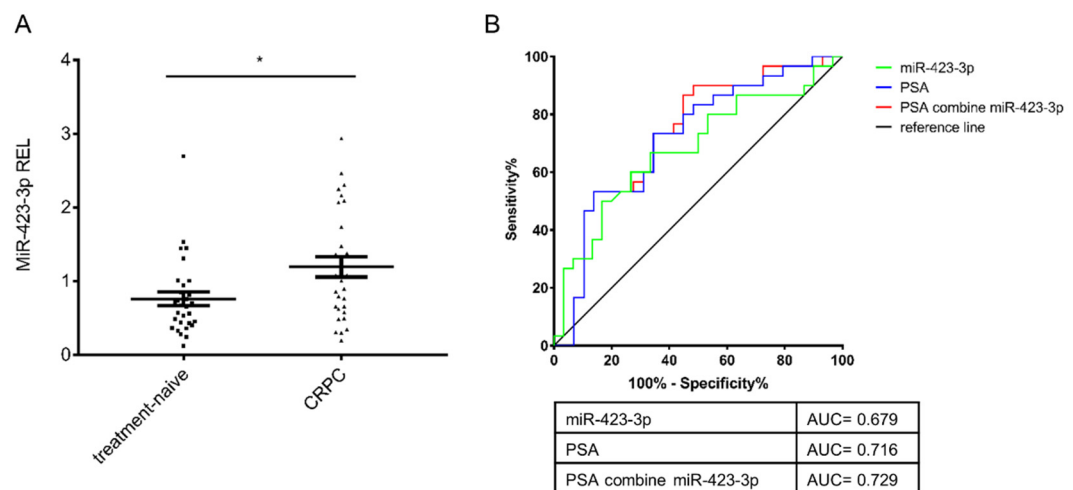 A
*
4
3
2
1
0
MiR-423-3p REL
treatment-naive
CRPC
B
100
80
60
40
20
0
Sensitivity%
0 20 40 60 80 100
100% - Specificity%
miR-423-3p
PSA
PSA combine miR-423-3p
reference line
miR-423-3p AUC= 0.679
PSA AUC= 0.716
PSA combine miR-423-3p AUC= 0.729